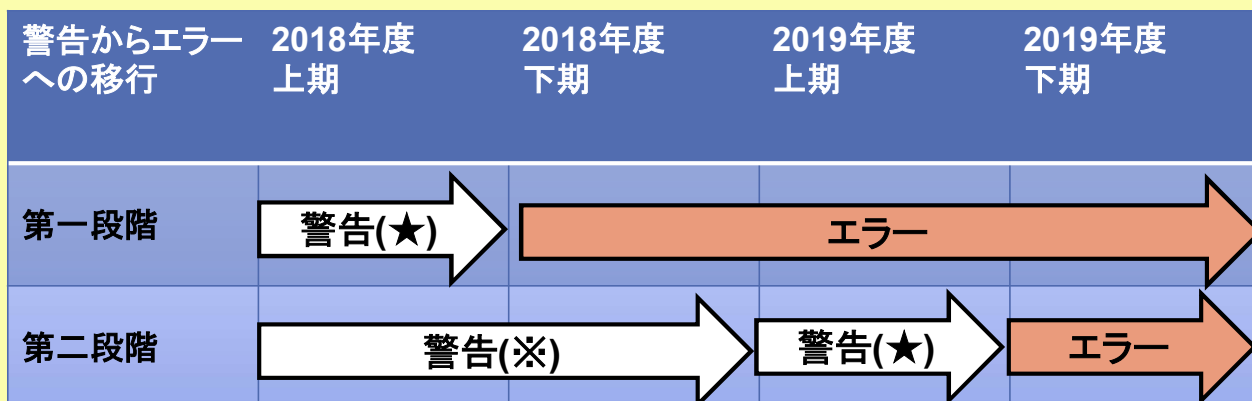 警告からエラー
への移行
2018年度
上期
2018年度
下期
2019年度
上期
2019年度
下期
第一段階
警告(★)
エラー
第二段階
警告(※)
警告(★)
エラー